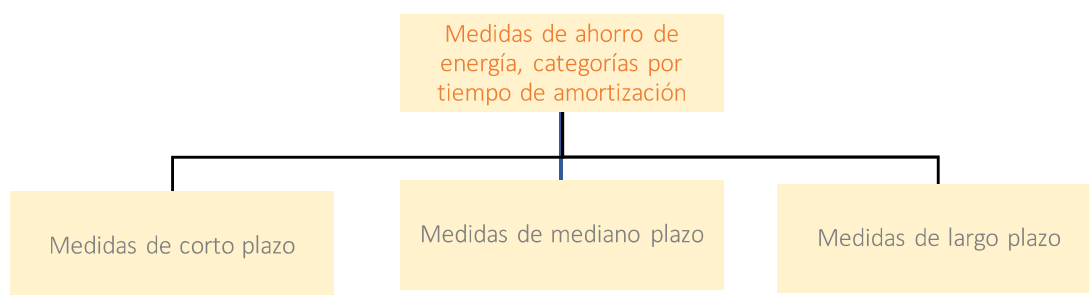 Medidas de ahorro de
energía, categorías por
tiempo de amortización
Medidas de corto plazo
Medidas de mediano plazo
Medidas de largo plazo